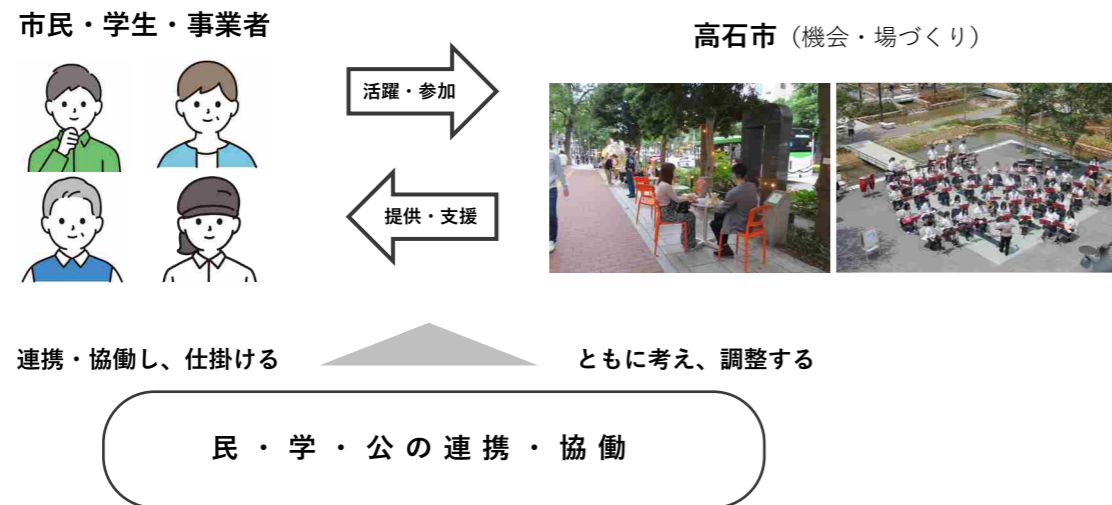 市民・学生・事業者
高石市（機会・場づくり）
活躍・参加
提供・支援
連携・協働し、仕掛ける
ともに考え、調整する
民・学・公の連携・協働